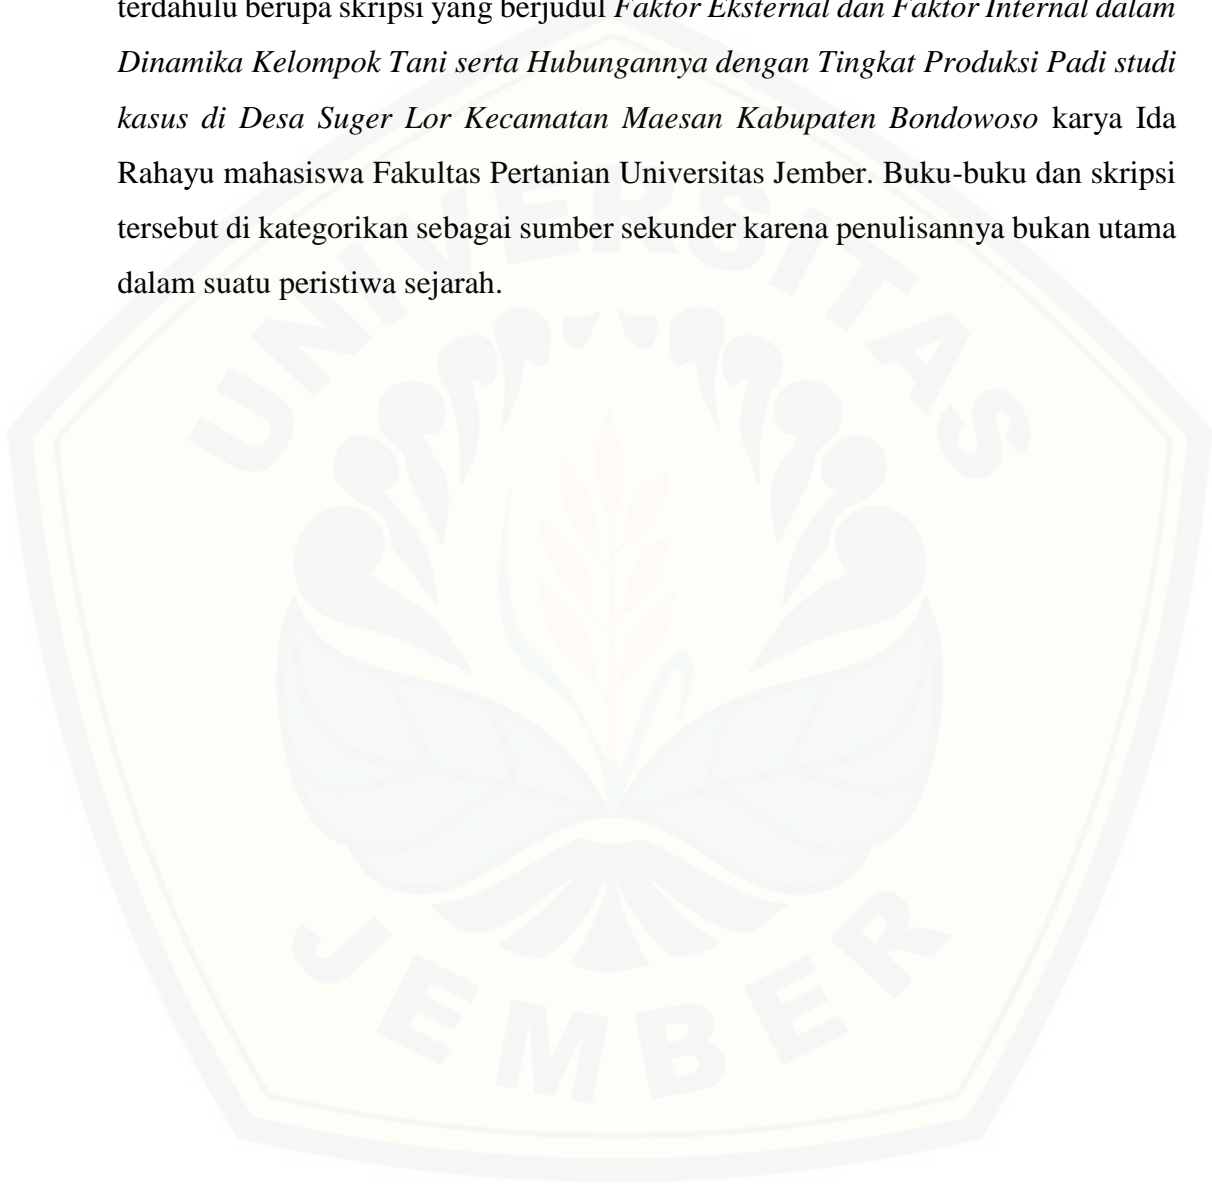 terdahulu berupa skripsi yang berjudul Faktor Eksternal dan Faktor Internal dalam
Dinamika Kelompok Tani serta Hubungannya dengan Tingkat Produksi Padi studi
kasus di Desa Suger Lor Kecamatan Maesan Kabupaten Bondowoso karya Ida
Rahayu mahasiswa Fakultas Pertanian Universitas Jember. Buku-buku dan skripsi
tersebut di kategorikan sebagai sumber sekunder karena penulisannya bukan utama
dalam suatu peristiwa sejarah.
UNIVERSITAS
JEMBER